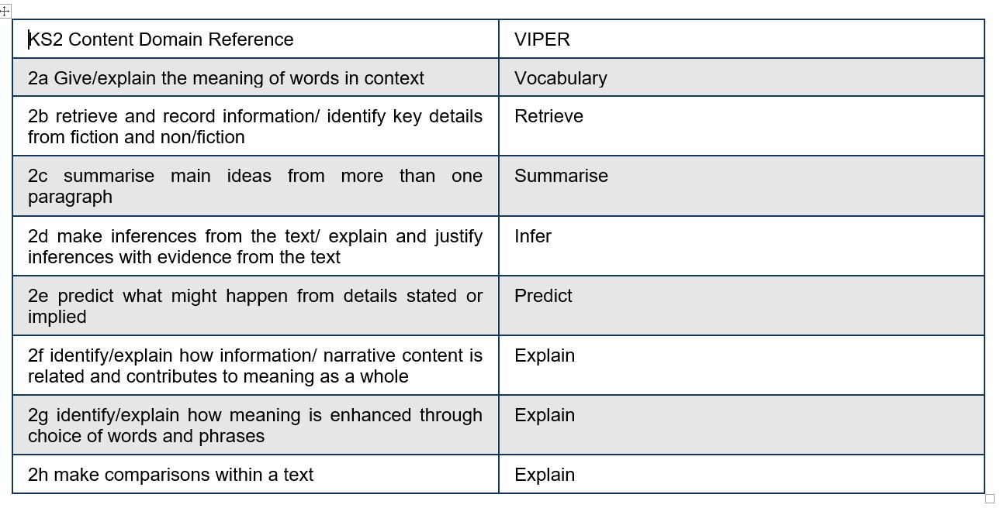 KS2 Content Domain Reference
VIPER
2a Give/explain the meaning of words in context
Vocabulary
2b retrieve and record information/ identify key details
from fiction and non/fiction
Retrieve
2c summarise main ideas from more than one
paragraph
Summarise
2d make inferences from the text/ explain and justify
inferences with evidence from the text
Infer
2e predict what might happen from details stated or
implied
Predict
2f identify/explain how information/ narrative content is
related and contributes to meaning as a whole
Explain
2g identify/explain how meaning is enhanced through
choice of words and phrases
Explain
2h make comparisons within a text
Explain